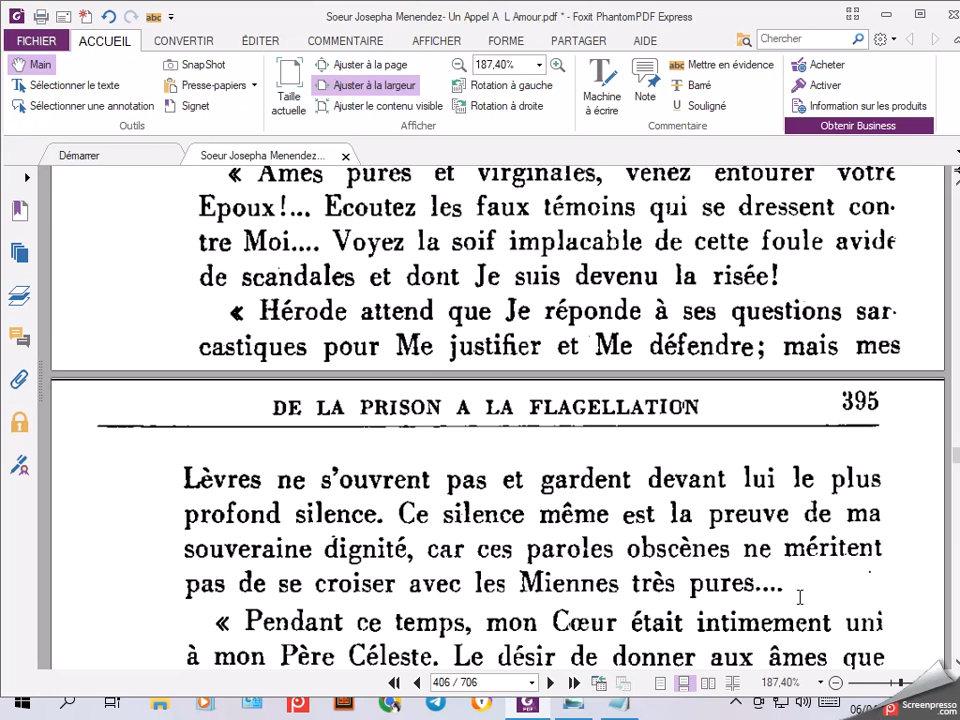 Soeur Josepha Menendez- Un Appel A L Amour.pdf * - Foxit PhantomPDF Express
FICHIER ACCUEIL CONVERTIR ÉDITER COMMENTAIRE AFFICHER FORME PARTAGER AIDE Chercher
Main SnapShot Ajuster à la page 187,40% abc Mettre en évidence Acheter
Sélectionner le texte Presse-papiers Ajuster à la largeur Rotation à gauche Barré Activer
Sélectionner une annotation Signet Taille actuelle Ajuster le contenu visible Rotation à droite Machine à écrire Note Souligné Information sur les produits
Outils Afficher Commentaire Obtenir Business
Démarrer Soeur Josepha Menendez...
« Ames pures et virginales, venez entourer votre
Epoux!... Ecoutez les faux témoins qui se dressent con-
tre Moi.... Voyez la soif implacable de cette foule avide
de scandales et dont Je suis devenu la risée!
« Hérode attend que Je réponde à ses questions sar-
castiques pour Me justifier et Me défendre; mais mes
DE LA PRISON A LA FLAGELLATION 395
Lèvres ne s'ouvrent pas et gardent devant lui le plus
profond silence. Ce silence même est la preuve de ma
souveraine dignité, car ces paroles obscènes ne méritent
pas de se croiser avec les Miennes très pures....
« Pendant ce temps, mon Cœur était intimement uni
à mon Père Céleste. Le désir de donner aux âmes que
406 / 706 187,40%
Screenpresso.com